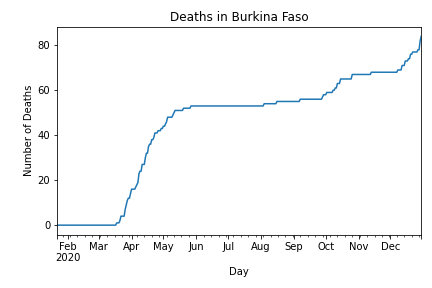 Deaths in Burkina Faso
80
60
40
20
0
Number of Deaths
Feb Mar Apr May Jun Jul Aug Sep Oct Nov Dec
2020
Day